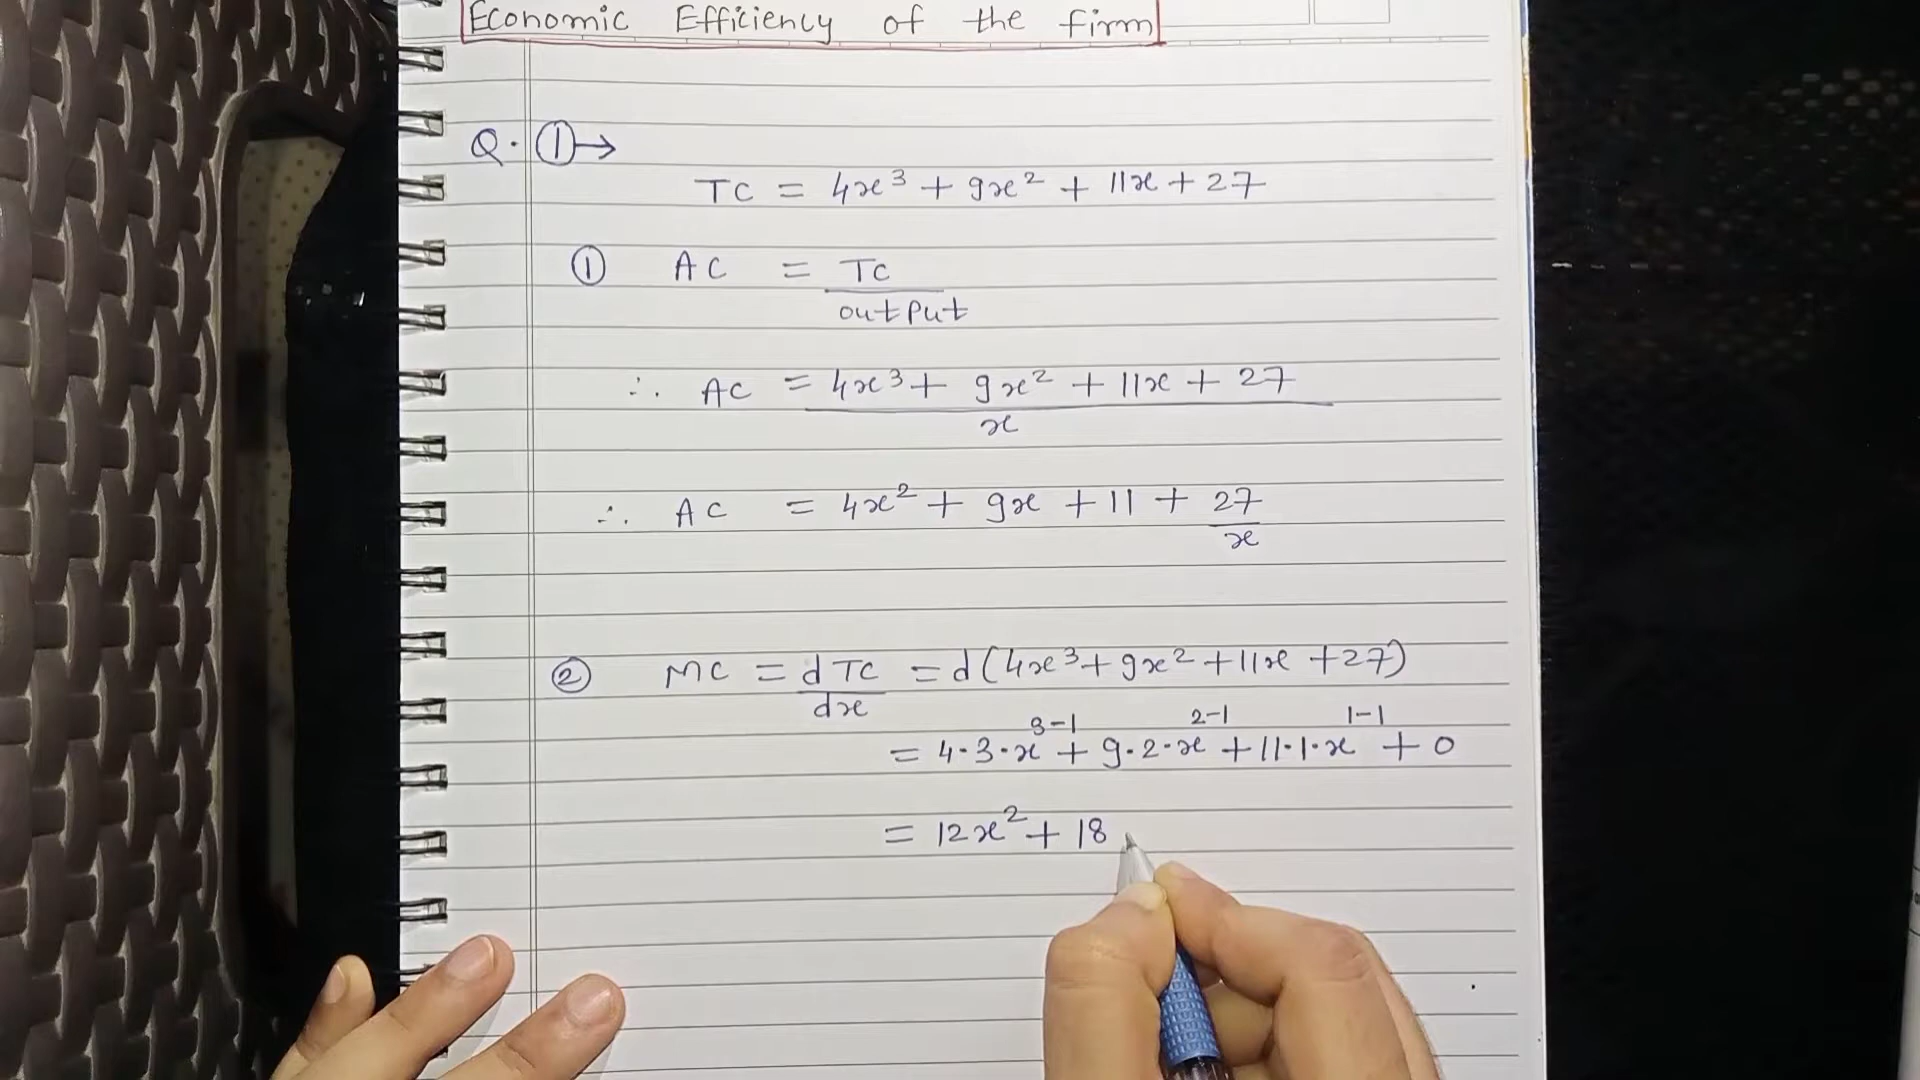 Economic Efficiency of the firm
Q. ①→
TC = 4x³ + 9x² + 11x + 27
① AC = TC
output
∴ AC = 4x³ + 9x² + 11x + 27
x
∴ AC = 4x² + 9x + 11 + 27
x
② MC = d TC = d(4x³ + 9x² + 11x + 27)
dx
3-1 2-1 1-1
= 4·3·x + 9·2·x + 11·1·x + 0
= 12x² + 18